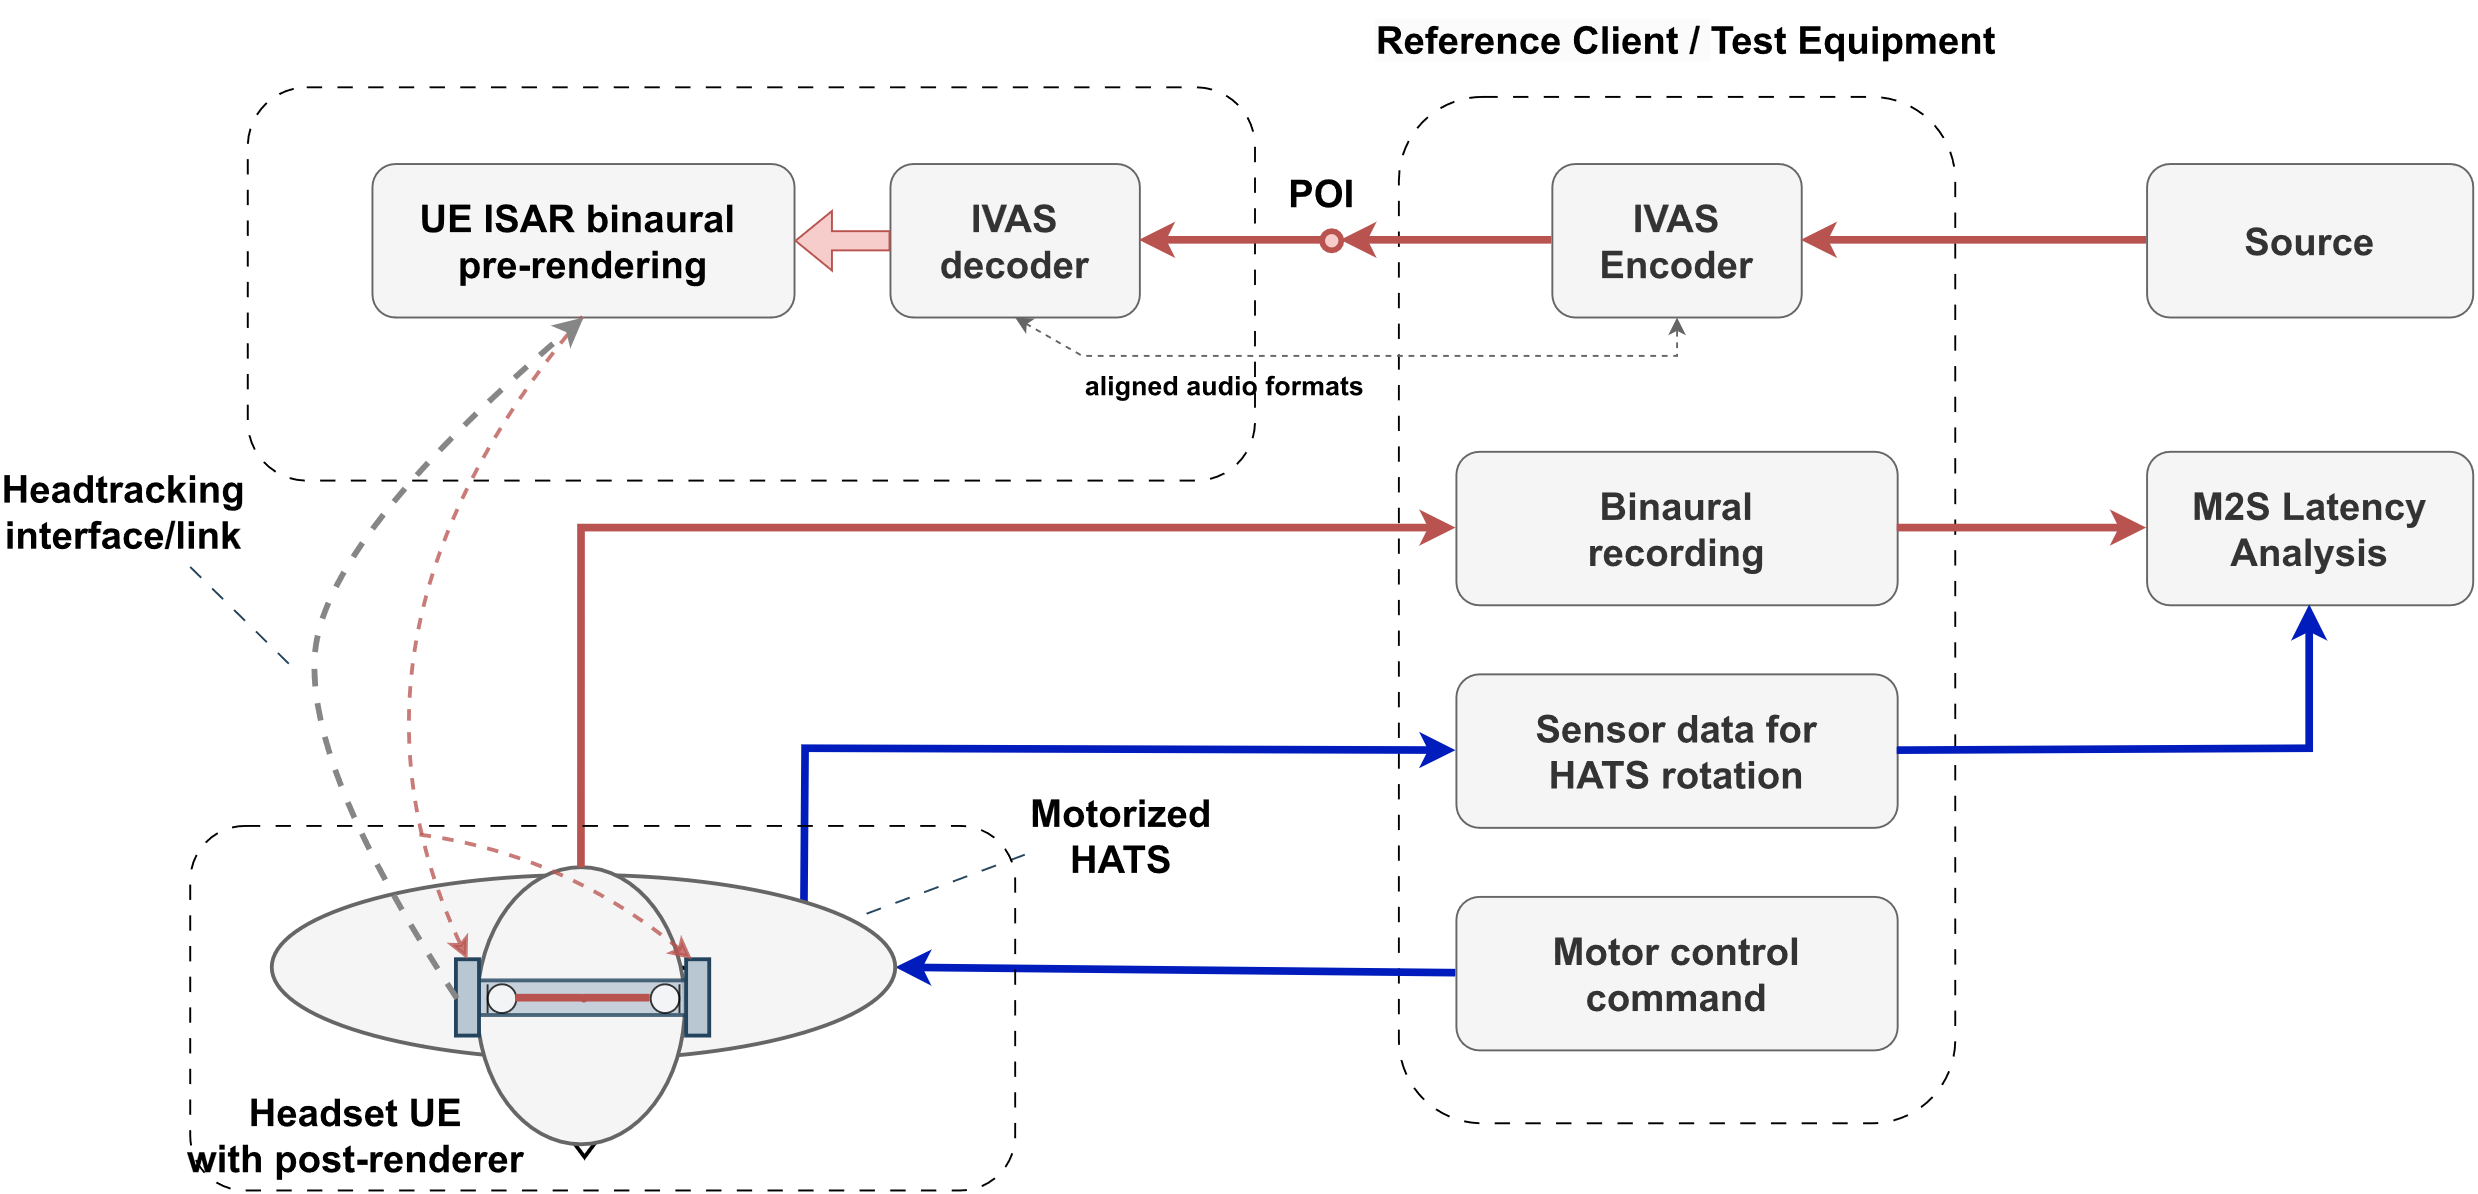 Reference Client / Test Equipment
UE ISAR binaural
pre-rendering
IVAS
decoder
POI
IVAS
Encoder
Source
aligned audio formats
Headtracking
interface/link
Binaural
recording
M2S Latency
Analysis
Sensor data for
HATS rotation
Motorized
HATS
Motor control
command
Headset UE
with post-renderer